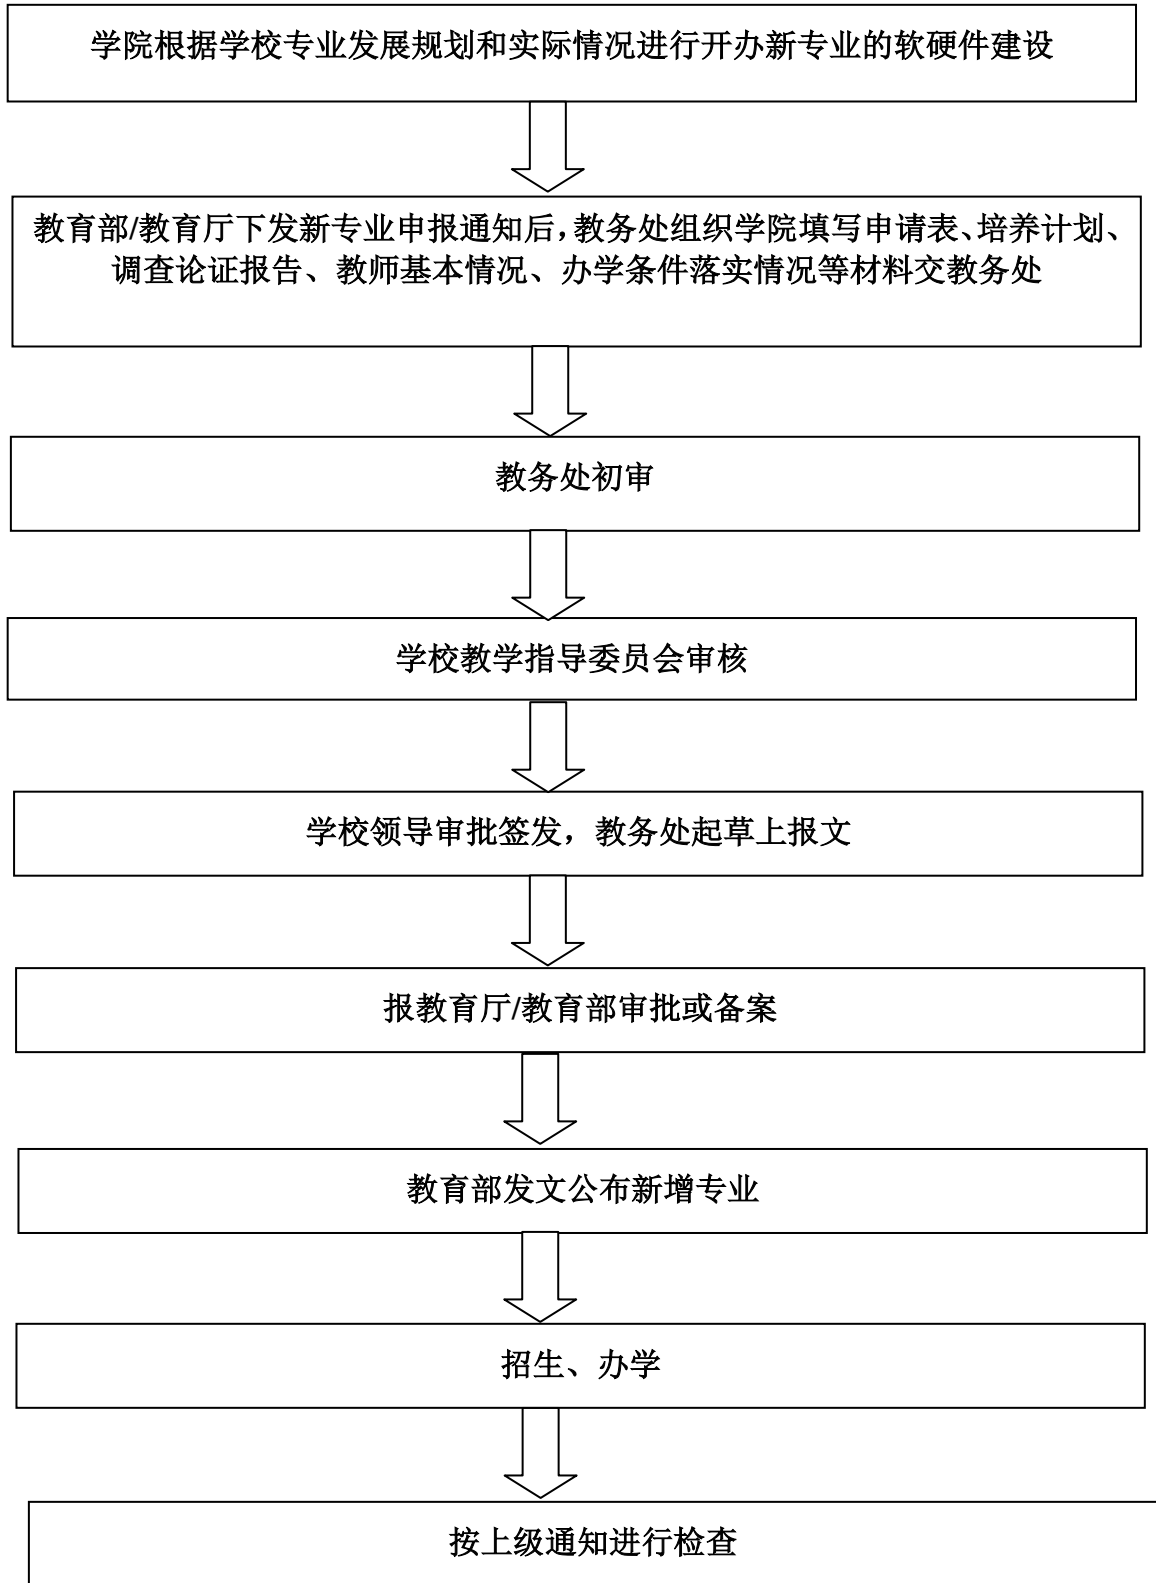 学院根据学校专业发展规划和实际情况进行开办新专业的软硬件建设
教育部/教育厅下发新专业申报通知后，教务处组织学院填写申请表、培养计划、
调查论证报告、教师基本情况、办学条件落实情况等材料交教务处
教务处初审
学校教学指导委员会审核
学校领导审批签发，教务处起草上报文
报教育厅/教育部审批或备案
教育部发文公布新增专业
招生、办学
按上级通知进行检查